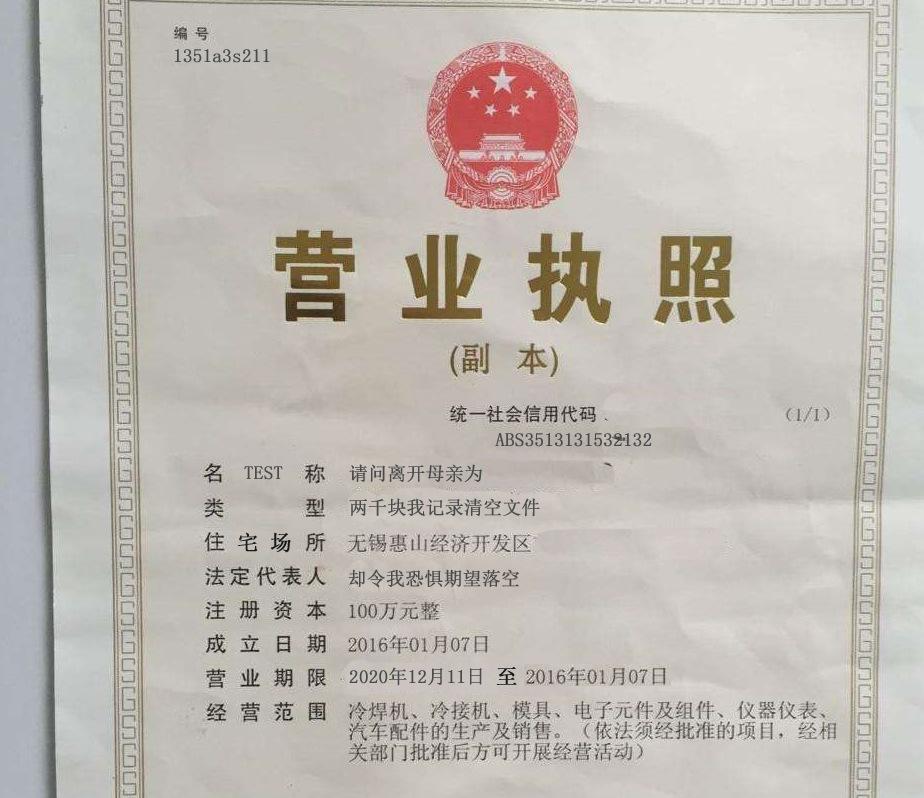 编 号
1351a3s211
营业执照
(副 本)
统一社会信用代码 (1/1)
ABS3513131532132
名 TEST 称 请问离开母亲为
类 型 两千块我记录清空文件
住宅场所 无锡惠山经济开发区
法定代表人 却令我恐惧期望落空
注册资本 100万元整
成立日期 2016年01月07日
营业期限 2020年12月11日 至 2016年01月07日
经营范围 冷焊机、冷接机、模具、电子元件及组件、仪器仪表、
汽车配件的生产及销售。（依法须经批准的项目，经相
关部门批准后方可开展经营活动）